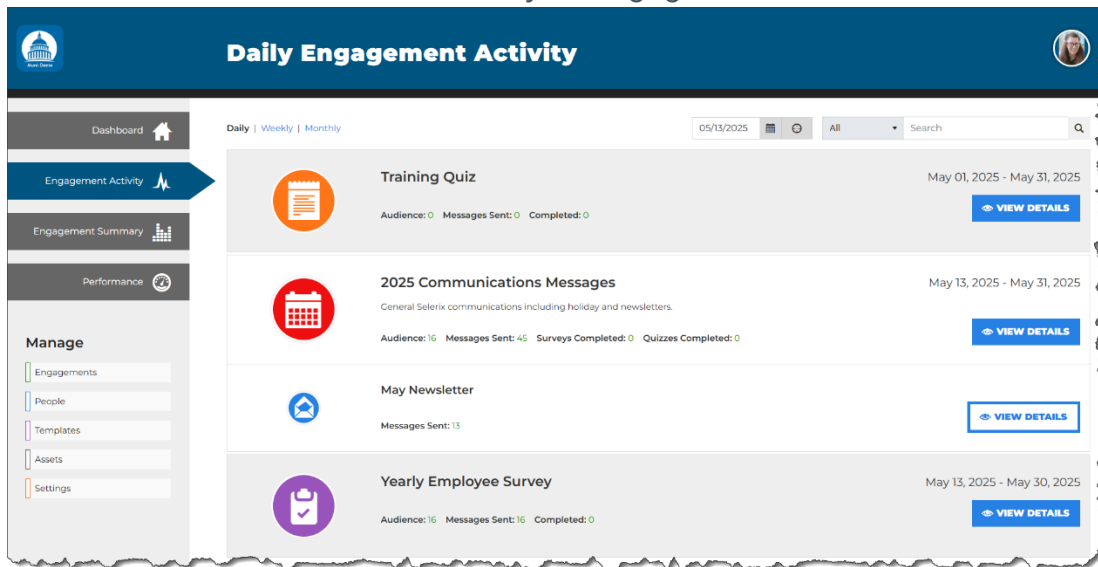 Daily Engagement Activity
Dashboard
Engagement Activity
Engagement Summary
Performance
Manage
Engagements
People
Templates
Assets
Settings
Daily | Weekly | Monthly
05/13/2025
All
Search
Training Quiz
May 01, 2025 - May 31, 2025
Audience: 0 Messages Sent: 0 Completed: 0
VIEW DETAILS
2025 Communications Messages
May 13, 2025 - May 31, 2025
General Selerix communications including holiday and newsletters.
Audience: 16 Messages Sent: 45 Surveys Completed: 0 Quizzes Completed: 0
VIEW DETAILS
May Newsletter
Messages Sent: 13
VIEW DETAILS
Yearly Employee Survey
May 13, 2025 - May 30, 2025
Audience: 16 Messages Sent: 16 Completed: 0
VIEW DETAILS